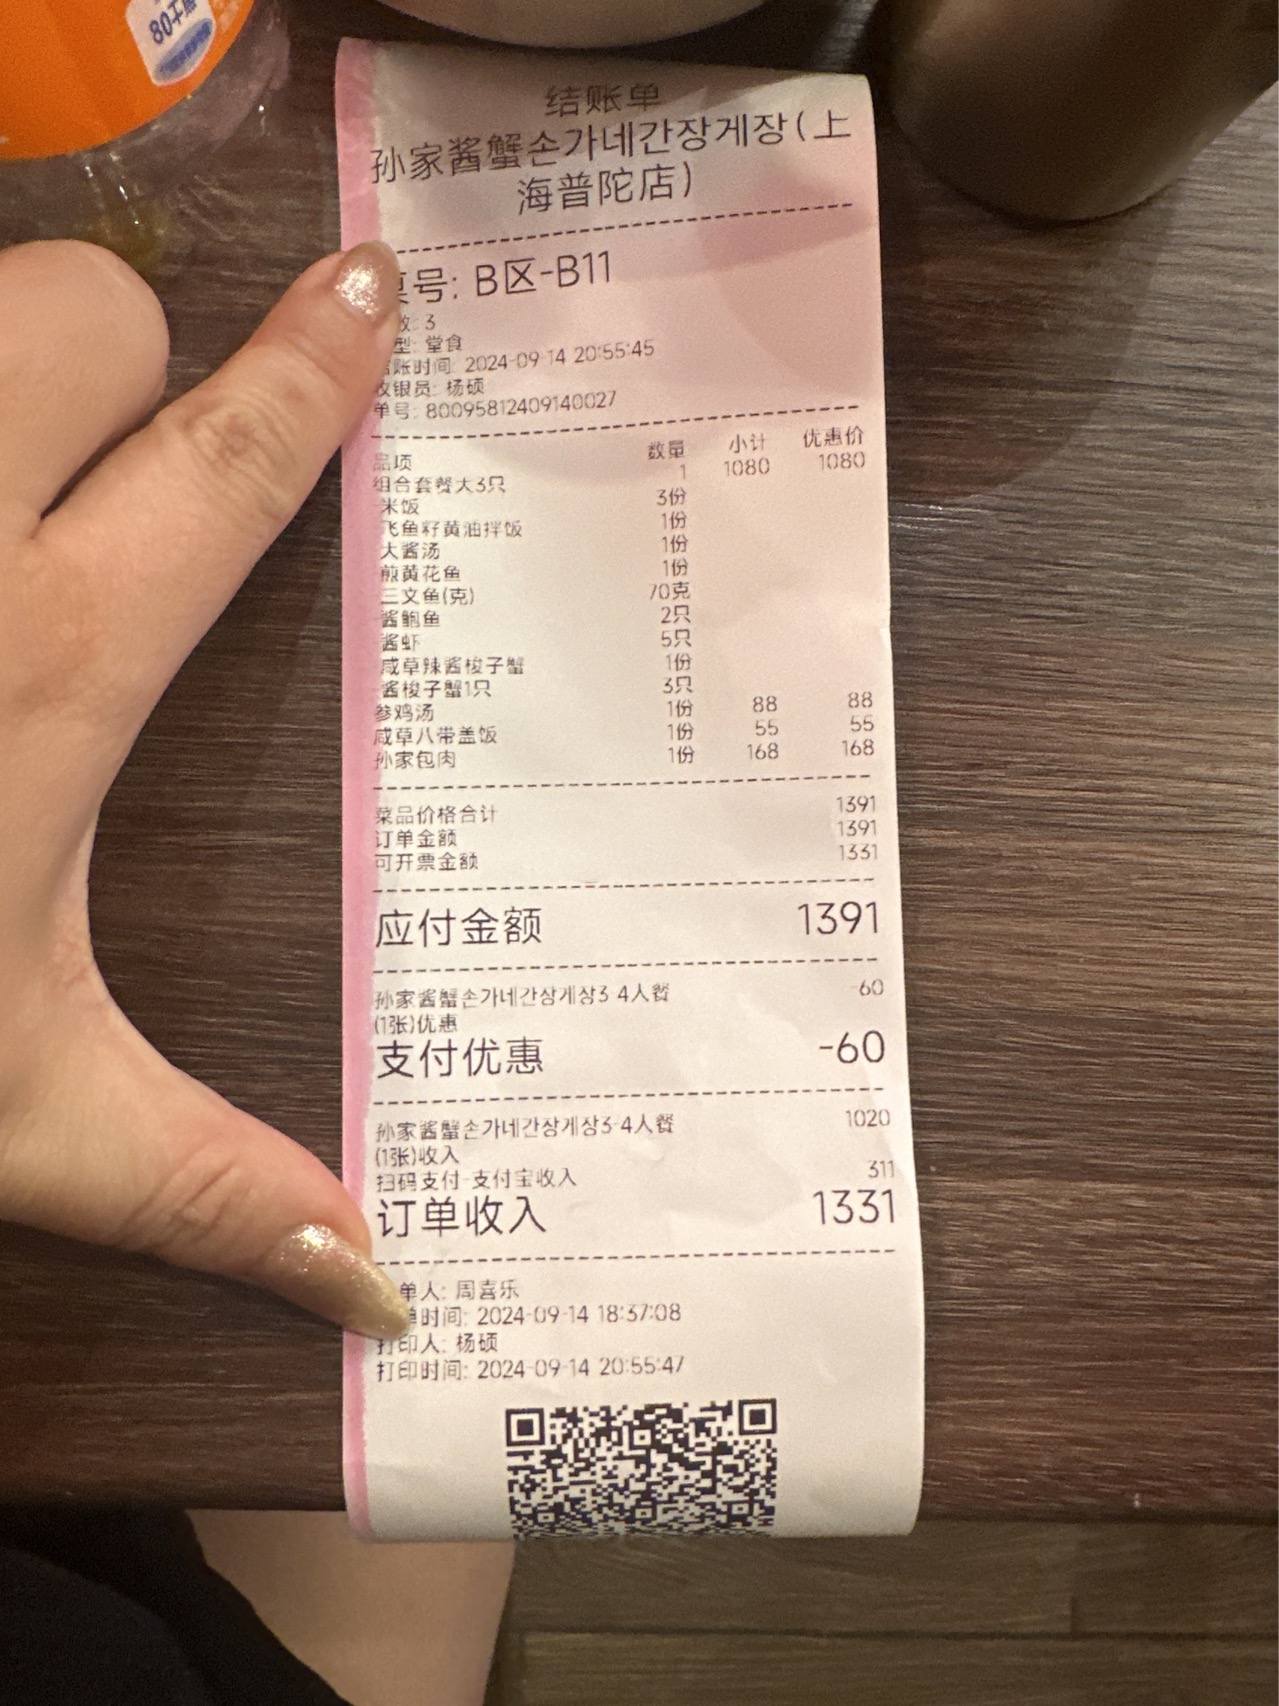 士80
结账单
孙家酱蟹손가네간장게장(上
海普陀店)
桌号: B区-B11
数: 3
型: 堂食
结账时间: 2024-09-14 20:55:45
收银员: 杨硕
单号: 80095812409140027
品项 数量 小计 优惠价
组合套餐大3只 1 1080 1080
米饭 3份
飞鱼籽黄油拌饭 1份
大酱汤 1份
煎黄花鱼 1份
三文鱼(克) 70克
酱鲍鱼 2只
酱虾 5只
咸草辣酱梭子蟹 1份
酱梭子蟹1只 3只
参鸡汤 1份 88 88
咸草八带盖饭 1份 55 55
孙家包肉 1份 168 168
菜品价格合计 1391
订单金额 1391
可开票金额 1331
应付金额 1391
孙家酱蟹손가네간장게장3-4人餐 -60
(1张)优惠
支付优惠 -60
孙家酱蟹손가네간장게장3-4人餐 1020
(1张)收入
扫码支付-支付宝收入 311
订单收入 1331
单人: 周喜乐
单时间: 2024-09-14 18:37:08
打印人: 杨硕
打印时间: 2024-09-14 20:55:47